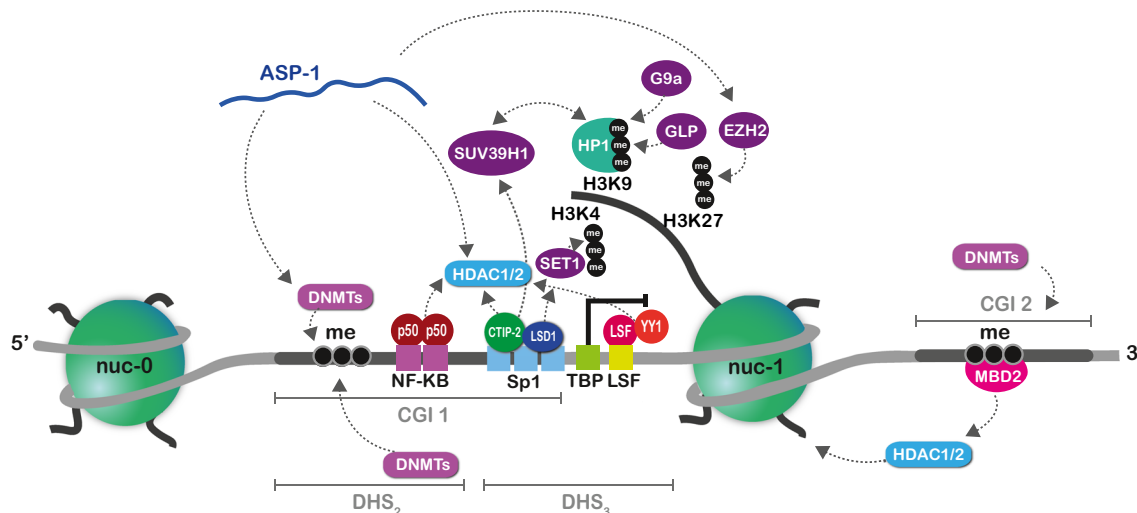 ASP-1
G9a
GLP
EZH2
SUV39H1
HP1
me
me
me
H3K9
me
me
me
H3K27
H3K4
me
me
me
SET1
HDAC1/2
DNMTs
DNMTs
CGI 2
me
p50
p50
CTIP-2
LSD1
LSF
YY1
me
5’
3
nuc-0
nuc-1
NF-KB
Sp1
TBP
LSF
MBD2
CGI 1
HDAC1/2
DNMTs
DHS2
DHS3